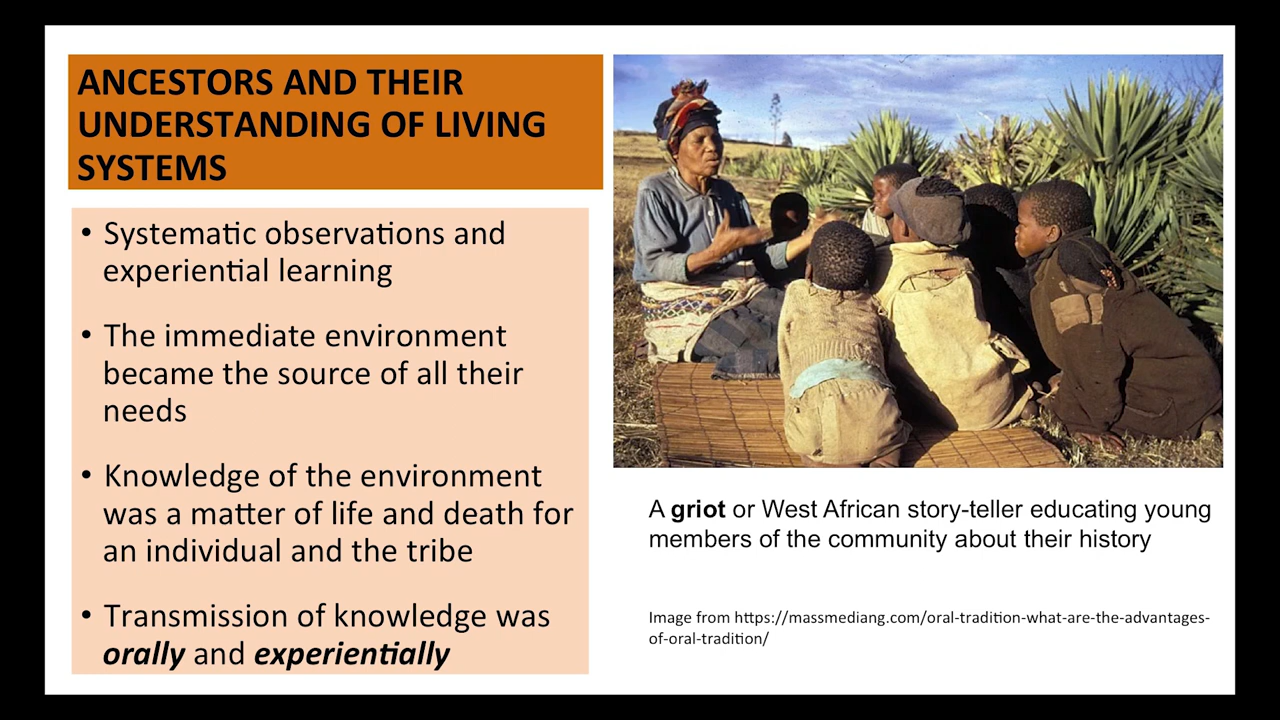 ANCESTORS AND THEIR
UNDERSTANDING OF LIVING
SYSTEMS
• Systematic observations and
experiential learning
• The immediate environment
became the source of all their
needs
• Knowledge of the environment
was a matter of life and death for
an individual and the tribe
• Transmission of knowledge was
orally and experientially
A griot or West African story-teller educating young
members of the community about their history
Image from https://massmediang.com/oral-tradition-what-are-the-advantages-
of-oral-tradition/